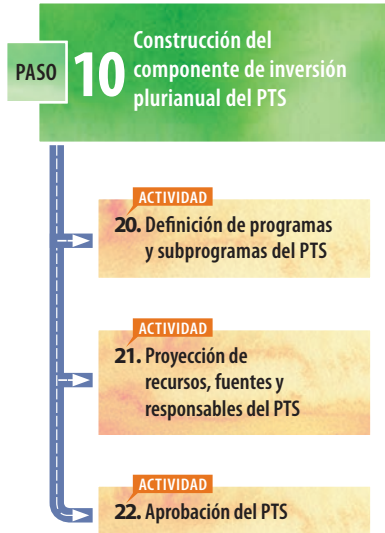 PASO 10
Construcción del
componente de inversión
plurianual del PTS
ACTIVIDAD
20. Definición de programas
y subprogramas del PTS
ACTIVIDAD
21. Proyección de
recursos, fuentes y
responsables del PTS
ACTIVIDAD
22. Aprobación del PTS